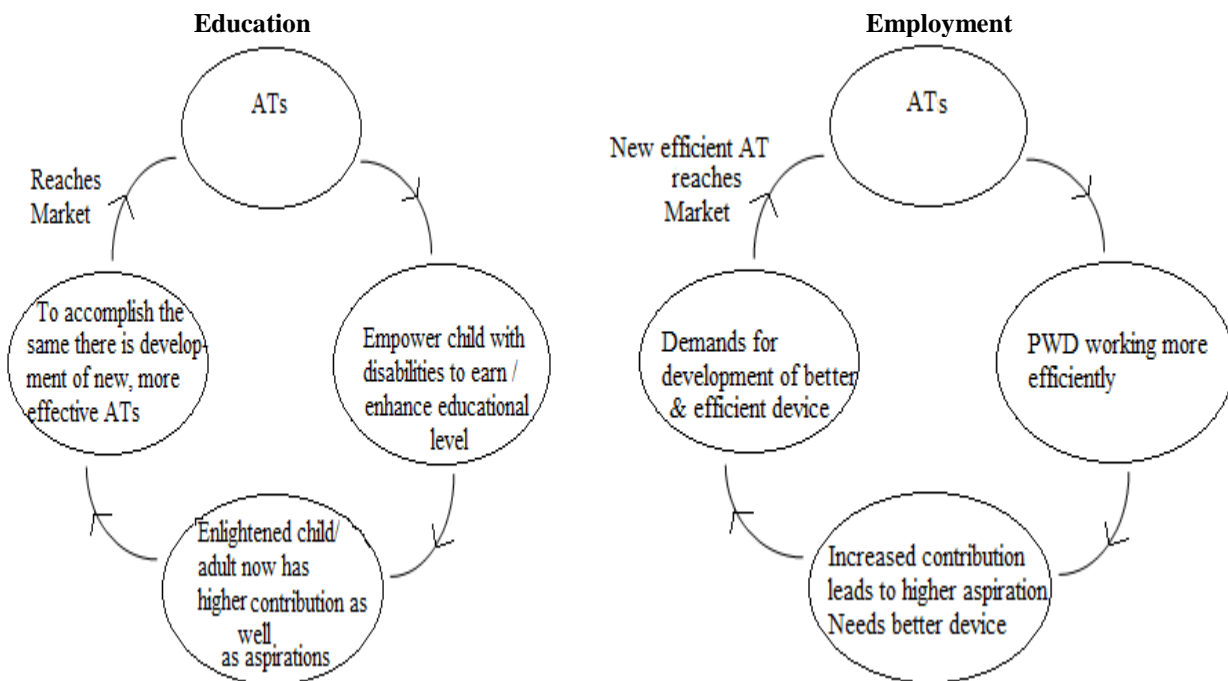 Education
ATs
Reaches
Market
To accomplish the
same there is develop-
ment of new, more
effective ATs
Empower child with
disabilities to earn /
enhance educational
level
Enlightened child/
adult now has
higher contribution as
well
as aspirations
Employment
ATs
New efficient AT
reaches
Market
Demands for
development of better
& efficient device
PWD working more
efficiently
Increased contribution
leads to higher aspiration
Needs better device